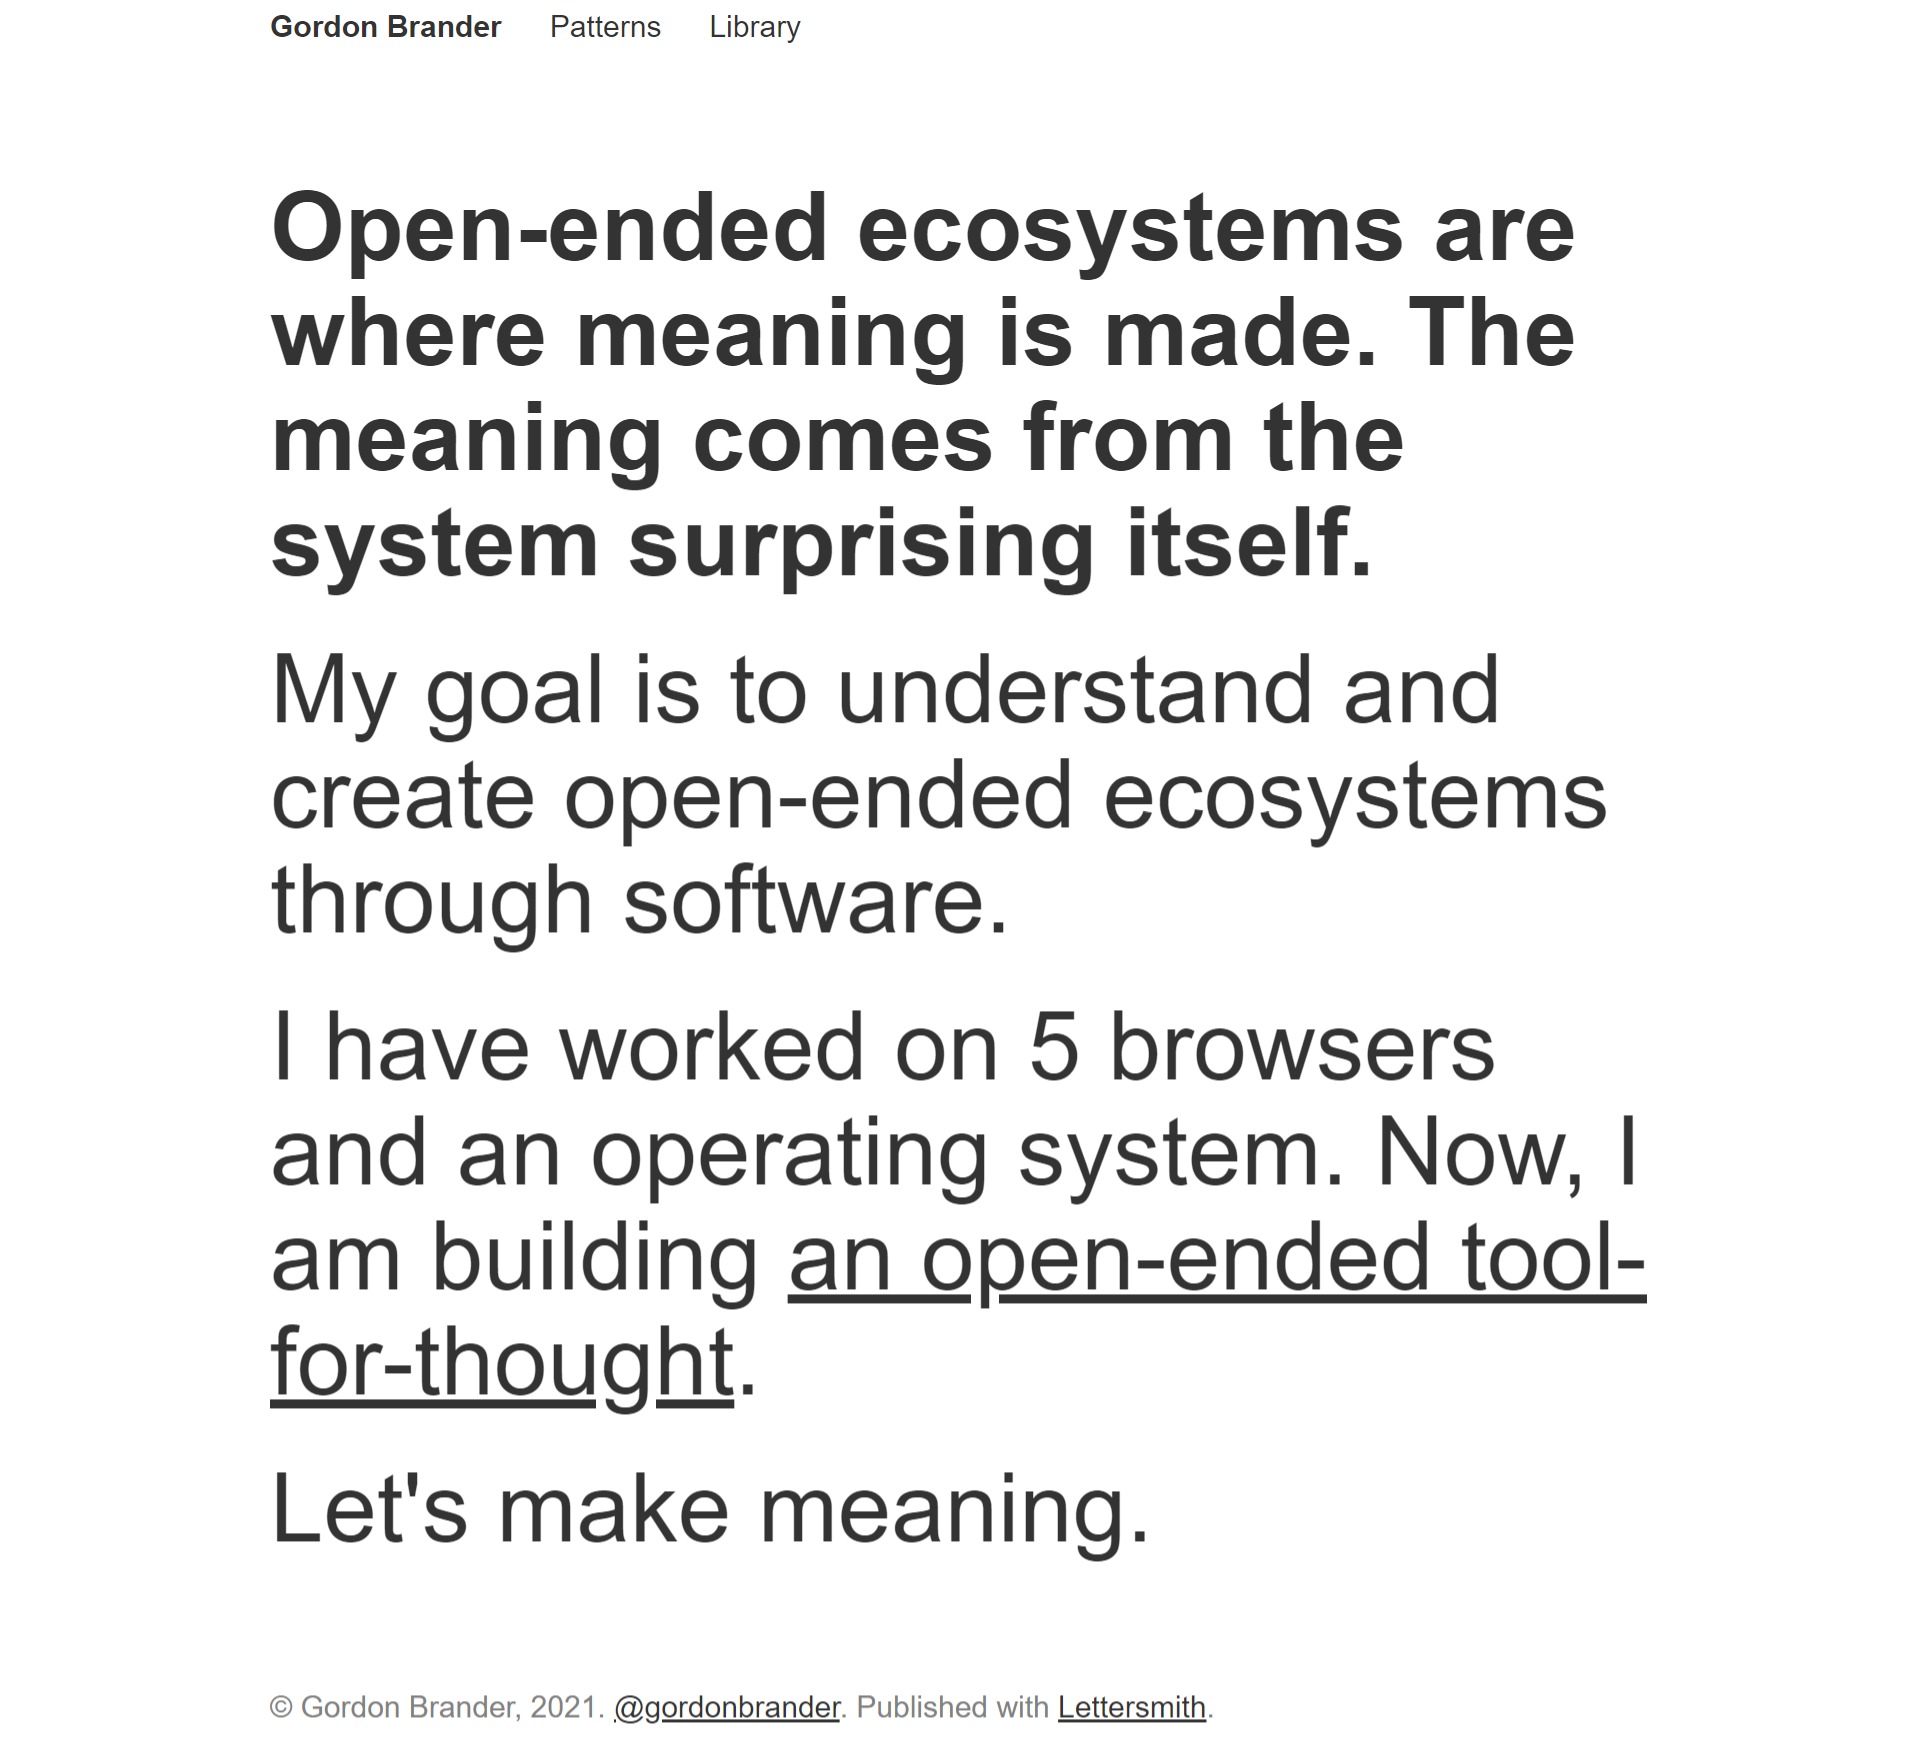 Gordon Brander Patterns Library
Open-ended ecosystems are
where meaning is made. The
meaning comes from the
system surprising itself.
My goal is to understand and
create open-ended ecosystems
through software.
I have worked on 5 browsers
and an operating system. Now, I
am building an open-ended tool-
for-thought.
Let's make meaning.
© Gordon Brander, 2021. @gordonbrander. Published with Lettersmith.